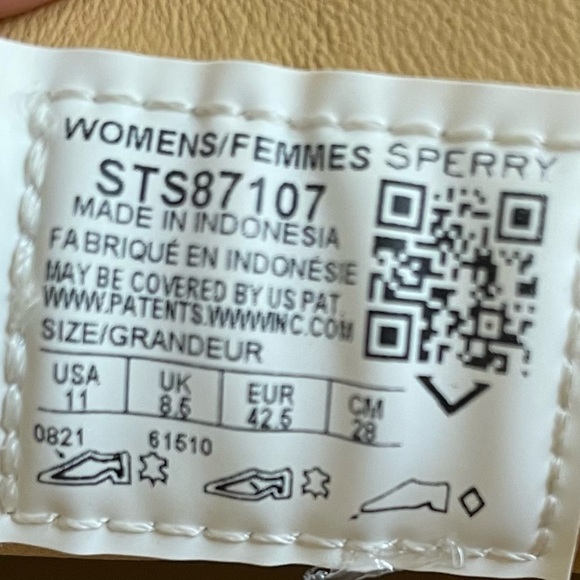 WOMENS/FEMMES SPERRY
STS87107
MADE IN INDONESIA
FABRIQUÉ EN INDONÉSIE
MAY BE COVERED BY US PAT.
WWW.PATENTS.WWWINC.COM
SIZE/GRANDEUR
USA UK EUR CM
11 8.5 42.5 28
0821 61510